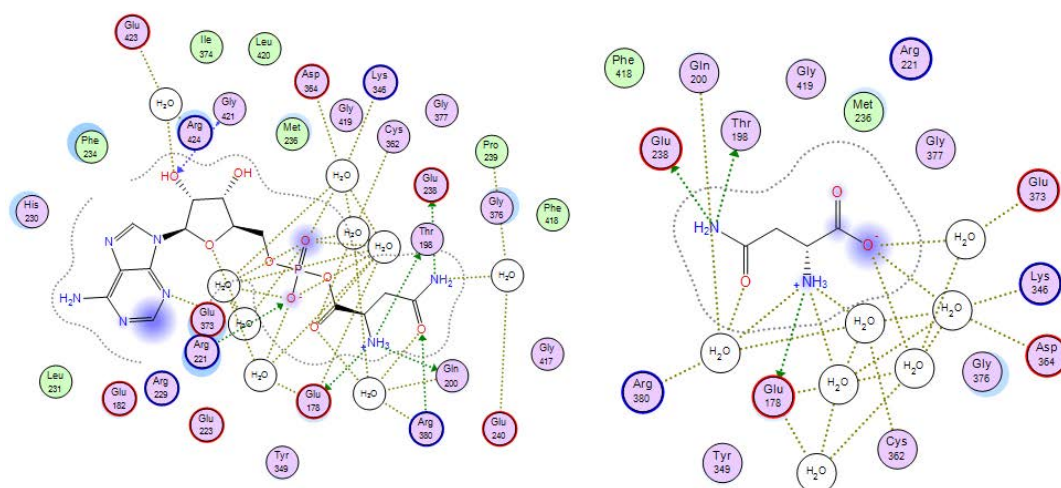 Glu
423
Ile
374
Leu
420
H₂O
Arg
424
Gly
421
Phe
234
His
230
Asp
364
Lys
346
Gly
419
Gly
377
Met
236
Cys
362
Pro
239
Glu
238
Gly
376
Phe
418
Thr
198
H₂O
H₂O
H₂O
H₂O
HO
OH
O
O
P
O
O⁻
O
O
O
N
N
N
N
H₂N
NH₂
NH₃
+
H₂O
H₂O
H₂O
H₂O
Glu
373
Arg
221
Leu
231
Glu
182
Arg
229
Glu
223
Tyr
349
Glu
178
Gln
200
Arg
380
Glu
240
Gly
417
Phe
418
Gln
200
Gly
419
Arg
221
Glu
238
Thr
198
Met
236
Gly
377
Glu
373
H₂N
O
O
O⁻
NH₃
+
H₂O
H₂O
H₂O
H₂O
H₂O
H₂O
H₂O
Lys
346
Asp
364
Gly
376
Arg
380
Glu
178
Cys
362
Tyr
349